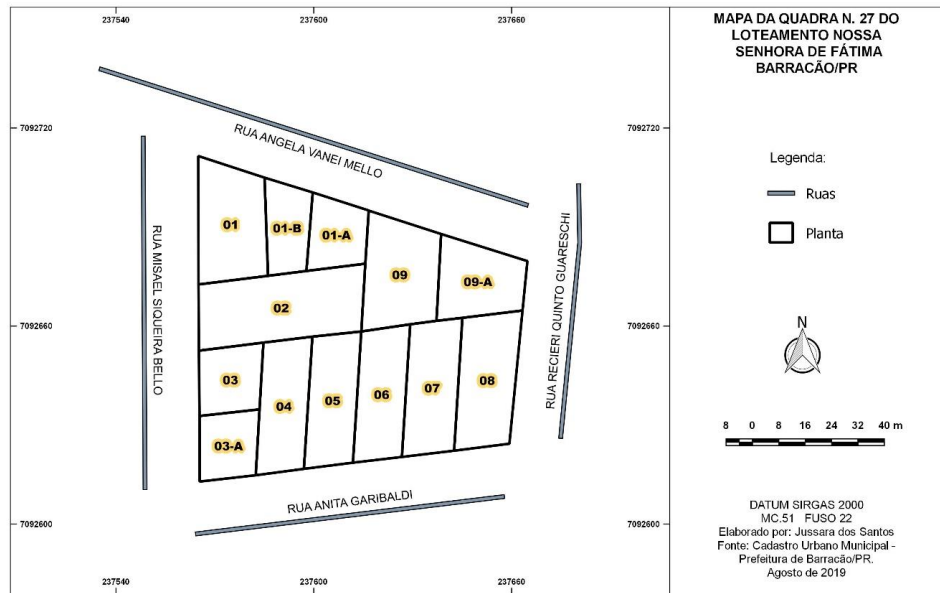 237540 237600 237660
MAPA DA QUADRA N. 27 DO
LOTEAMENTO NOSSA
SENHORA DE FÁTIMA
BARRACÃO/PR
7092720 7092720
RUA ANGELA VANEI MELLO
Legenda:
Ruas
Planta
RUA MISAEL SIQUEIRA BELLO
RUA RECIERI QUINTO GUARESCHI
01 01-B 01-A
09 09-A
02
7092660 7092660
03 04 05 06 07 08
03-A
N
8 0 8 16 24 32 40 m
RUA ANITA GARIBALDI
7092600 7092600
DATUM SIRGAS 2000
MC.51 FUSO 22
Elaborado por: Jussara dos Santos
Fonte: Cadastro Urbano Municipal -
Prefeitura de Barracão/PR.
Agosto de 2019
237540 237600 237660